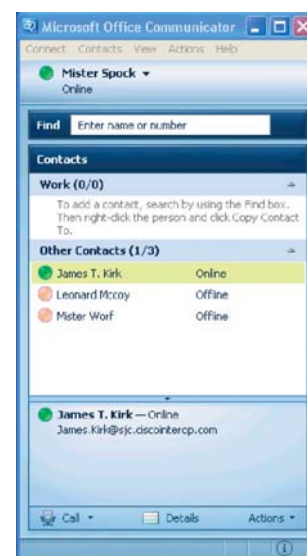 Microsoft Office Communicator
Connect Contacts View Actions Help
Mister Spock
Online
Find Enter name or number
Contacts
Work (0/0)
To add a contact, search by using the Find box.
Then right-click the person and click Copy Contact
To.
Other Contacts (1/3)
James T. Kirk Online
Leonard Mccoy Offline
Mister Worf Offline
James T. Kirk — Online
James.Kirk@sjc.ciscointercp.com
Call Details Actions